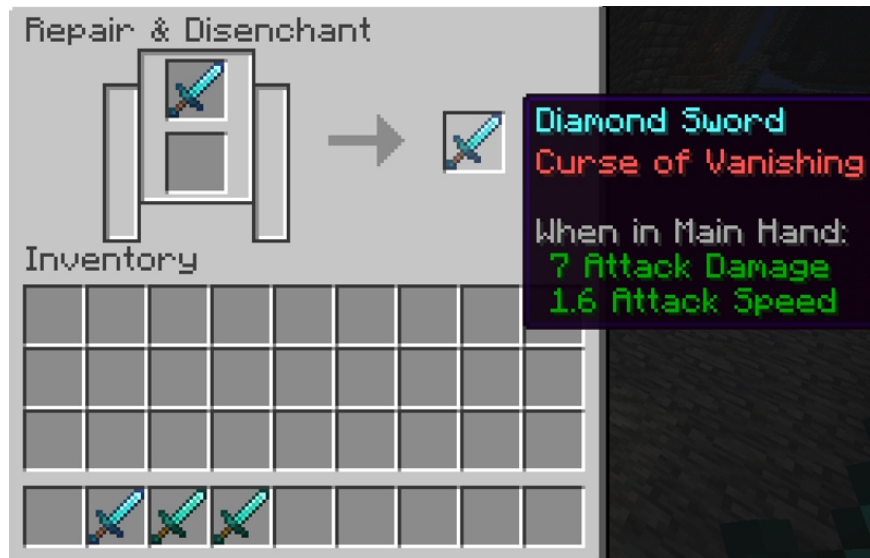 Repair & Disenchant
Diamond Sword
Curse of Vanishing
When in Main Hand:
7 Attack Damage
1.6 Attack Speed
Inventory